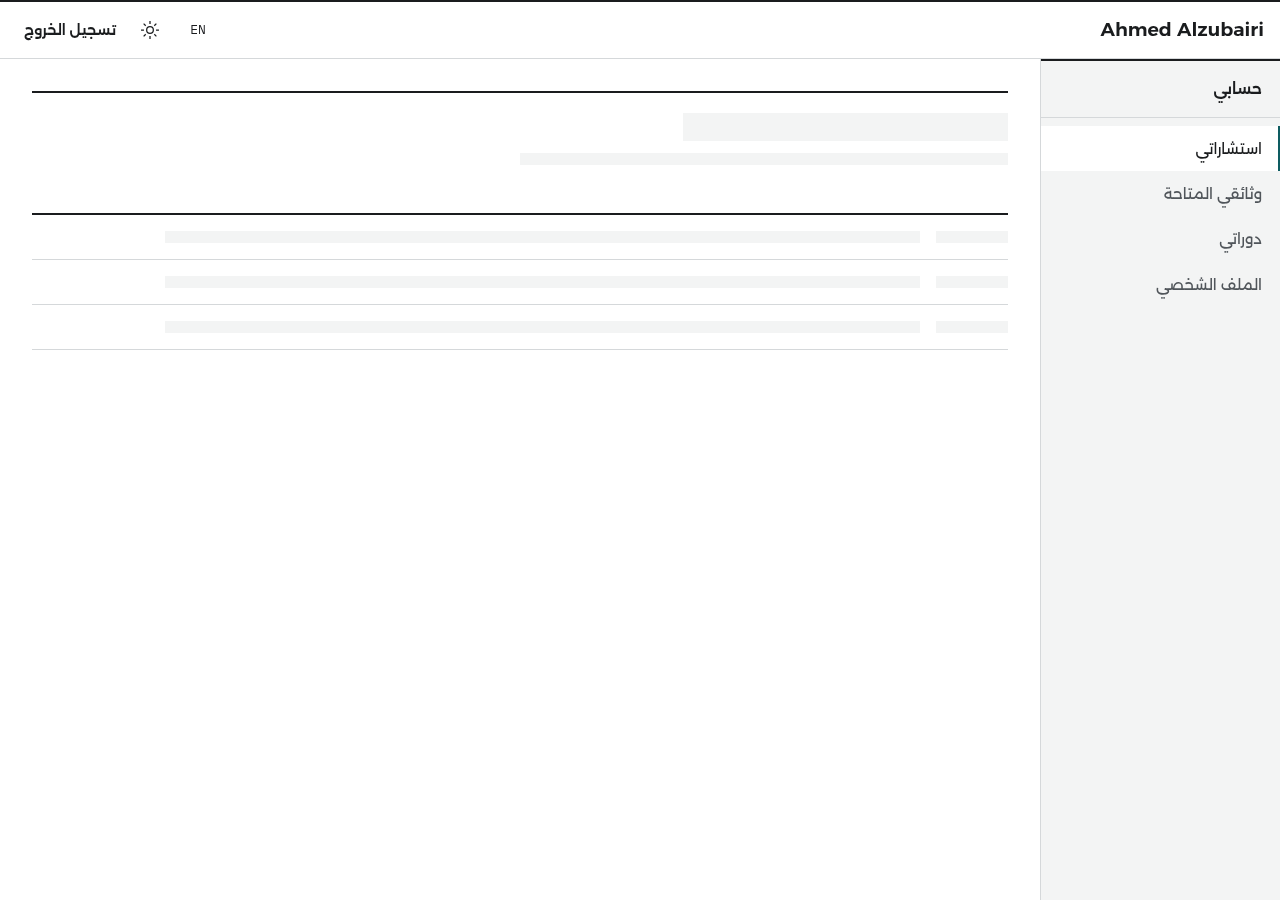 Ahmed Alzubairi
EN
تسجيل الخروج
حسابي
استشاراتي
وثائقي المتاحة
دوراتي
الملف الشخصي